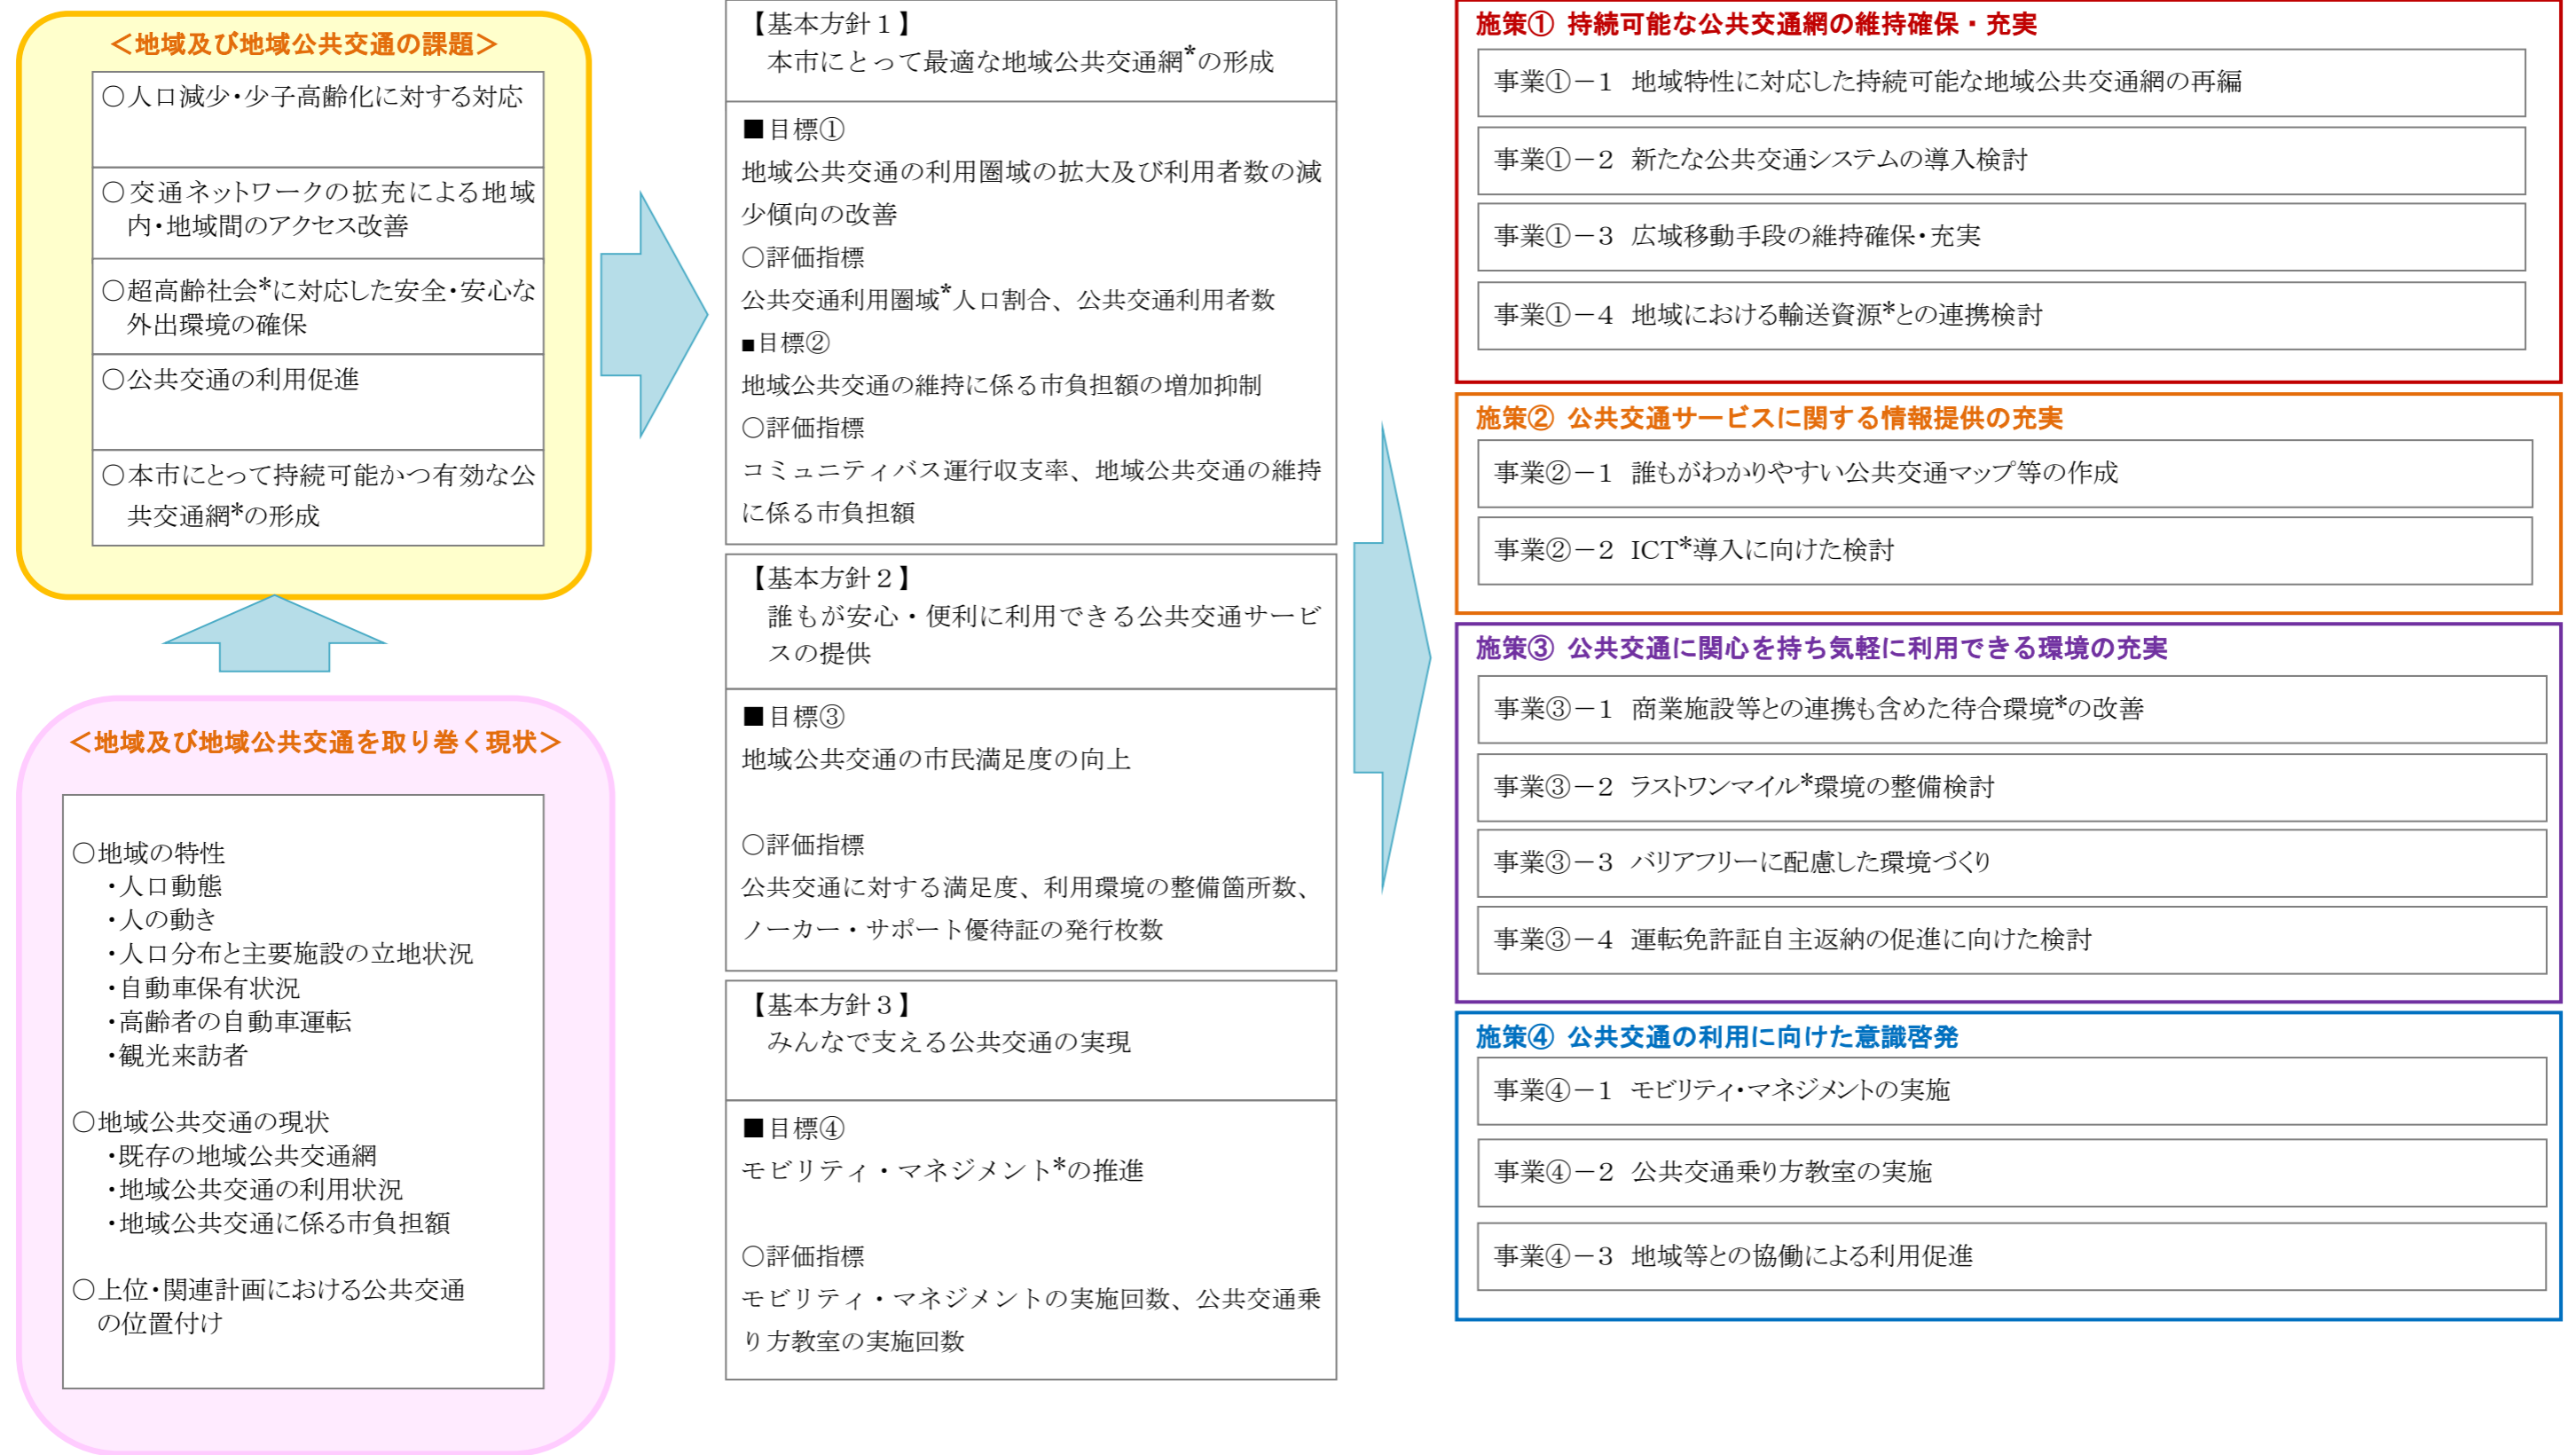 ＜地域及び地域公共交通の課題＞
○人口減少・少子高齢化に対する対応
○交通ネットワークの拡充による地域
内・地域間のアクセス改善
○超高齢社会*に対応した安全・安心な
外出環境の確保
○公共交通の利用促進
○本市にとって持続可能かつ有効な公
共交通網*の形成
＜地域及び地域公共交通を取り巻く現状＞
○地域の特性
・人口動態
・人の動き
・人口分布と主要施設の立地状況
・自動車保有状況
・高齢者の自動車運転
・観光来訪者
○地域公共交通の現状
・既存の地域公共交通網
・地域公共交通の利用状況
・地域公共交通に係る市負担額
○上位・関連計画における公共交通
の位置付け
【基本方針１】
本市にとって最適な地域公共交通網*の形成
■目標①
地域公共交通の利用圏域の拡大及び利用者数の減
少傾向の改善
○評価指標
公共交通利用圏域*人口割合、公共交通利用者数
■目標②
地域公共交通の維持に係る市負担額の増加抑制
○評価指標
コミュニティバス運行収支率、地域公共交通の維持
に係る市負担額
【基本方針２】
誰もが安心・便利に利用できる公共交通サービ
スの提供
■目標③
地域公共交通の市民満足度の向上
○評価指標
公共交通に対する満足度、利用環境の整備箇所数、
ノーカー・サポート優待証の発行枚数
【基本方針３】
みんなで支える公共交通の実現
■目標④
モビリティ・マネジメント*の推進
○評価指標
モビリティ・マネジメントの実施回数、公共交通乗
り方教室の実施回数
施策① 持続可能な公共交通網の維持確保・充実
事業①－１ 地域特性に対応した持続可能な地域公共交通網の再編
事業①－２ 新たな公共交通システムの導入検討
事業①－３ 広域移動手段の維持確保・充実
事業①－４ 地域における輸送資源*との連携検討
施策② 公共交通サービスに関する情報提供の充実
事業②－１ 誰もがわかりやすい公共交通マップ等の作成
事業②－２ ICT*導入に向けた検討
施策③ 公共交通に関心を持ち気軽に利用できる環境の充実
事業③－１ 商業施設等との連携も含めた待合環境*の改善
事業③－２ ラストワンマイル*環境の整備検討
事業③－３ バリアフリーに配慮した環境づくり
事業③－４ 運転免許証自主返納の促進に向けた検討
施策④ 公共交通の利用に向けた意識啓発
事業④－１ モビリティ・マネジメントの実施
事業④－２ 公共交通乗り方教室の実施
事業④－３ 地域等との協働による利用促進